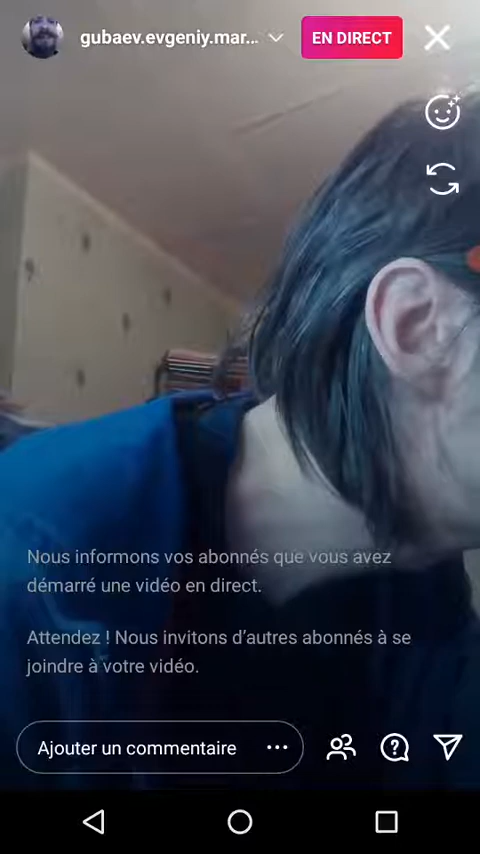 gubaev.evgeniy.mar...
EN DIRECT
Nous informons vos abonnés que vous avez
démarré une vidéo en direct.
Attendez ! Nous invitons d’autres abonnés à se
joindre à votre vidéo.
Ajouter un commentaire